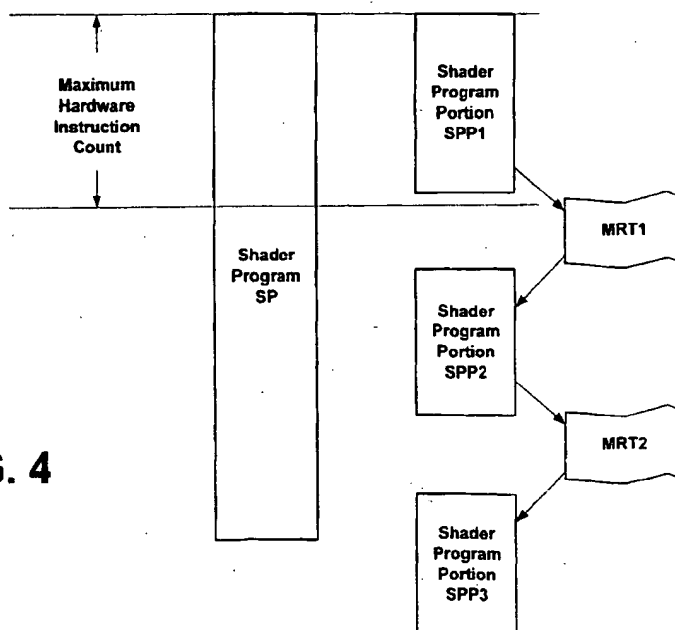 Maximum
Hardware
Instruction
Count
Shader
Program
SP
Shader
Program
Portion
SPP1
MRT1
Shader
Program
Portion
SPP2
MRT2
Shader
Program
Portion
SPP3
. 4